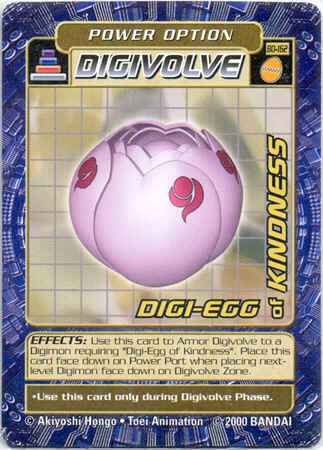 POWER OPTION
DIGIVOLVE
BO-152
DIGI-EGG
of KINDNESS
EFFECTS: Use this card to Armor Digivolve to a
Digimon requiring "Digi-Egg of Kindness". Place this
card face down on Power Port when placing next-
level Digimon face down on Digivolve Zone.
•Use this card only during Digivolve Phase.
© Akiyoshi Hongo • Toei Animation © 2000 BANDAI